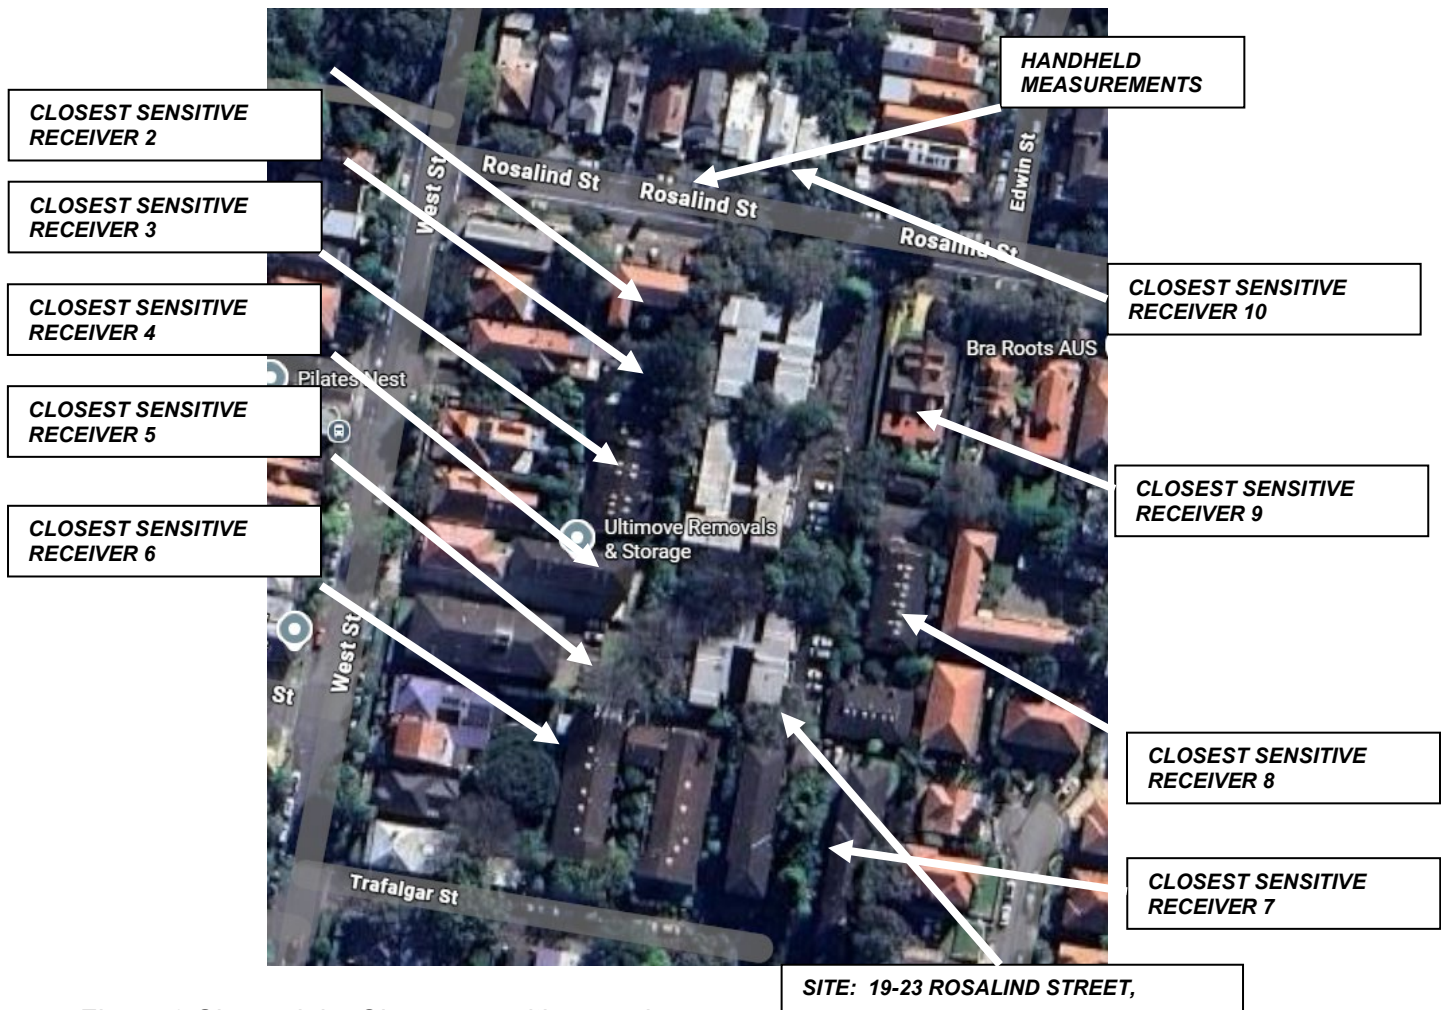 HANDHELD
MEASUREMENTS
CLOSEST SENSITIVE
RECEIVER 2
CLOSEST SENSITIVE
RECEIVER 3
CLOSEST SENSITIVE
RECEIVER 4
CLOSEST SENSITIVE
RECEIVER 5
CLOSEST SENSITIVE
RECEIVER 6
West St
Rosalind St
Rosalind St
Rosalind St
Edwin St
CLOSEST SENSITIVE
RECEIVER 10
Bra Roots AUS
Pilates Nest
CLOSEST SENSITIVE
RECEIVER 9
Ultimove Removals
& Storage
West St
St
CLOSEST SENSITIVE
RECEIVER 8
Trafalgar St
CLOSEST SENSITIVE
RECEIVER 7
SITE: 19-23 ROSALIND STREET,